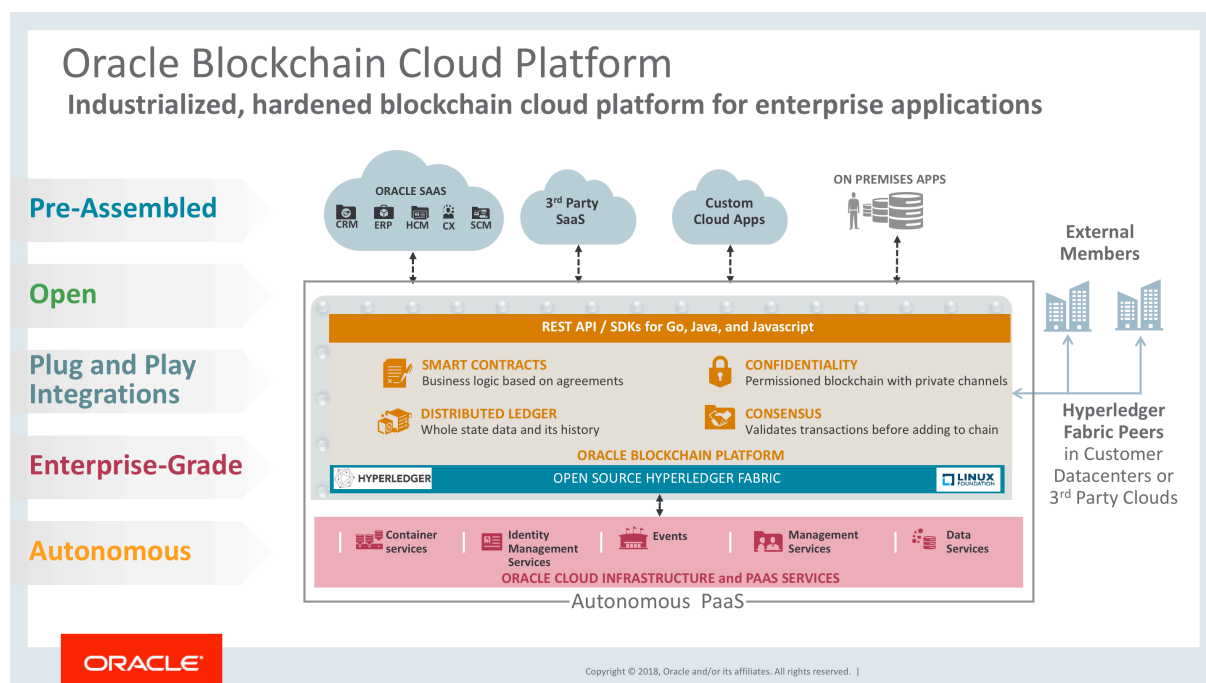 Oracle Blockchain Cloud Platform
Industrialized, hardened blockchain cloud platform for enterprise applications
Pre-Assembled
Open
Plug and Play
Integrations
Enterprise-Grade
Autonomous
ORACLE SAAS
CRM ERP HCM CX SCM
3rd Party
SaaS
Custom
Cloud Apps
ON PREMISES APPS
External
Members
REST API / SDKs for Go, Java, and Javascript
SMART CONTRACTS
Business logic based on agreements
CONFIDENTIALITY
Permissioned blockchain with private channels
DISTRIBUTED LEDGER
Whole state data and its history
CONSENSUS
Validates transactions before adding to chain
ORACLE BLOCKCHAIN PLATFORM
HYPERLEDGER
OPEN SOURCE HYPERLEDGER FABRIC
LINUX
FOUNDATION
Hyperledger
Fabric Peers
in Customer
Datacenters or
3rd Party Clouds
Container
services
Identity
Management
Services
Events
Management
Services
Data
Services
ORACLE CLOUD INFRASTRUCTURE and PAAS SERVICES
Autonomous PaaS
ORACLE®
Copyright © 2018, Oracle and/or its affiliates. All rights reserved. |